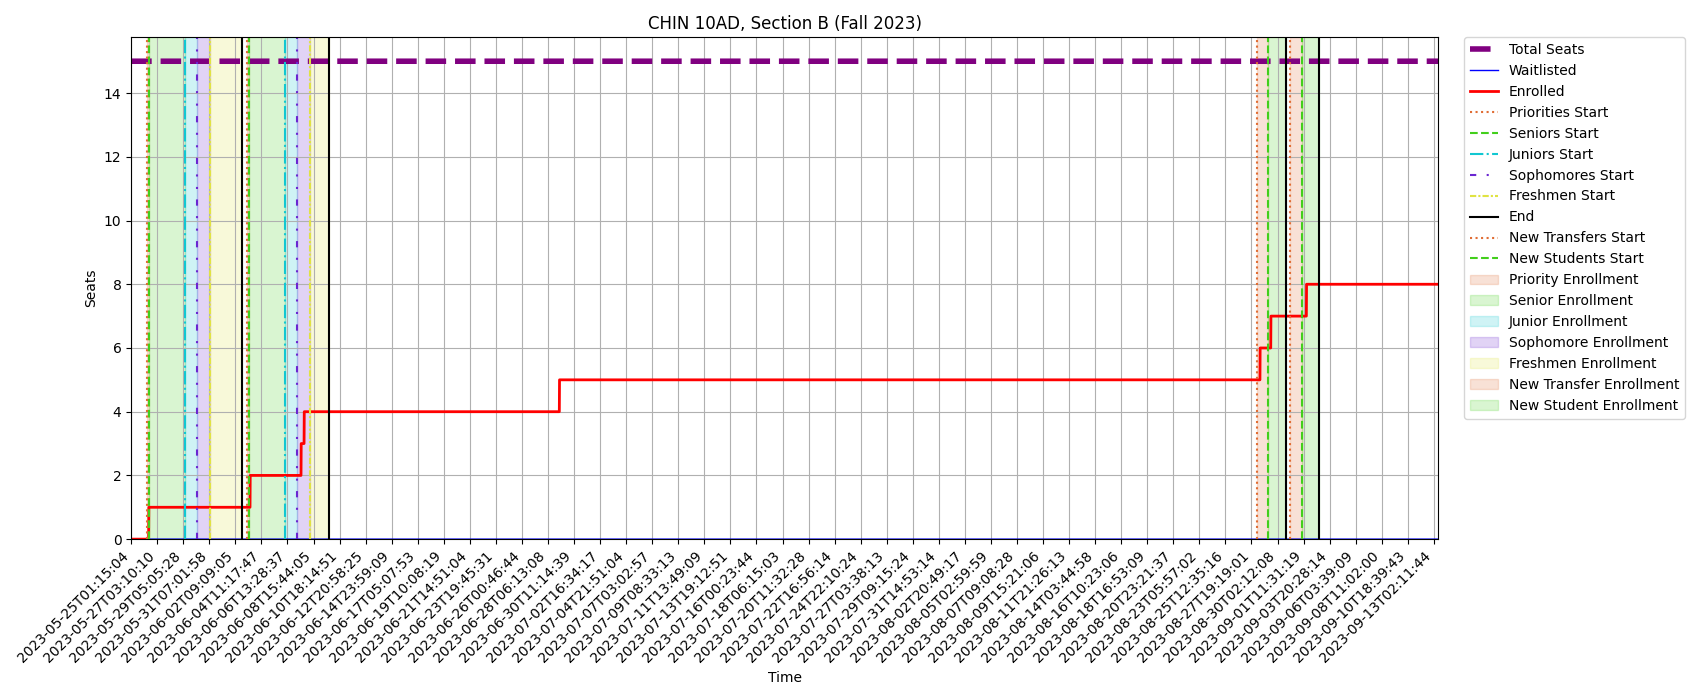 CHIN 10AD, Section B (Fall 2023)
Seats
14
12
10
8
6
4
2
0
2023-05-25T01:15:04
2023-05-27T03:10:10
2023-05-29T05:05:28
2023-05-31T07:01:58
2023-06-02T09:09:05
2023-06-04T11:17:47
2023-06-06T13:28:37
2023-06-08T15:44:05
2023-06-10T18:14:51
2023-06-12T20:58:25
2023-06-14T23:59:09
2023-06-17T05:07:53
2023-06-19T10:08:19
2023-06-21T14:51:04
2023-06-23T19:45:31
2023-06-26T00:46:44
2023-06-28T06:13:08
2023-06-30T11:14:39
2023-07-02T16:34:17
2023-07-04T21:51:04
2023-07-07T03:02:57
2023-07-09T08:33:13
2023-07-11T13:49:09
2023-07-13T19:12:51
2023-07-16T00:23:44
2023-07-18T06:15:03
2023-07-20T11:32:28
2023-07-22T16:56:14
2023-07-24T22:10:24
2023-07-27T03:38:13
2023-07-29T09:15:24
2023-07-31T14:53:14
2023-08-02T20:49:17
2023-08-05T02:59:59
2023-08-07T09:08:28
2023-08-09T15:21:06
2023-08-11T21:26:13
2023-08-14T03:44:58
2023-08-16T10:23:06
2023-08-18T16:53:09
2023-08-20T23:21:37
2023-08-23T05:57:02
2023-08-25T12:35:16
2023-08-27T19:19:01
2023-08-30T02:12:08
2023-09-01T11:31:19
2023-09-03T20:28:14
2023-09-06T03:39:09
2023-09-08T11:02:00
2023-09-10T18:39:43
2023-09-13T02:11:44
Time
Total Seats
Waitlisted
Enrolled
Priorities Start
Seniors Start
Juniors Start
Sophomores Start
Freshmen Start
End
New Transfers Start
New Students Start
Priority Enrollment
Senior Enrollment
Junior Enrollment
Sophomore Enrollment
Freshmen Enrollment
New Transfer Enrollment
New Student Enrollment